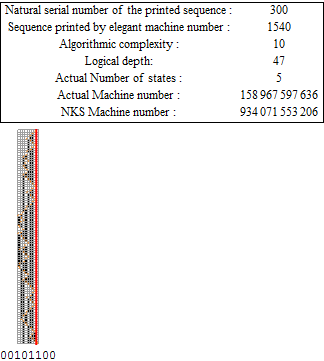 Natural serial number of the printed sequence : 300
Sequence printed by elegant machine number : 1540
Algorithmic complexity : 10
Logical depth: 47
Actual Number of states : 5
Actual Machine number : 158 967 597 636
NKS Machine number : 934 071 553 206
00101100